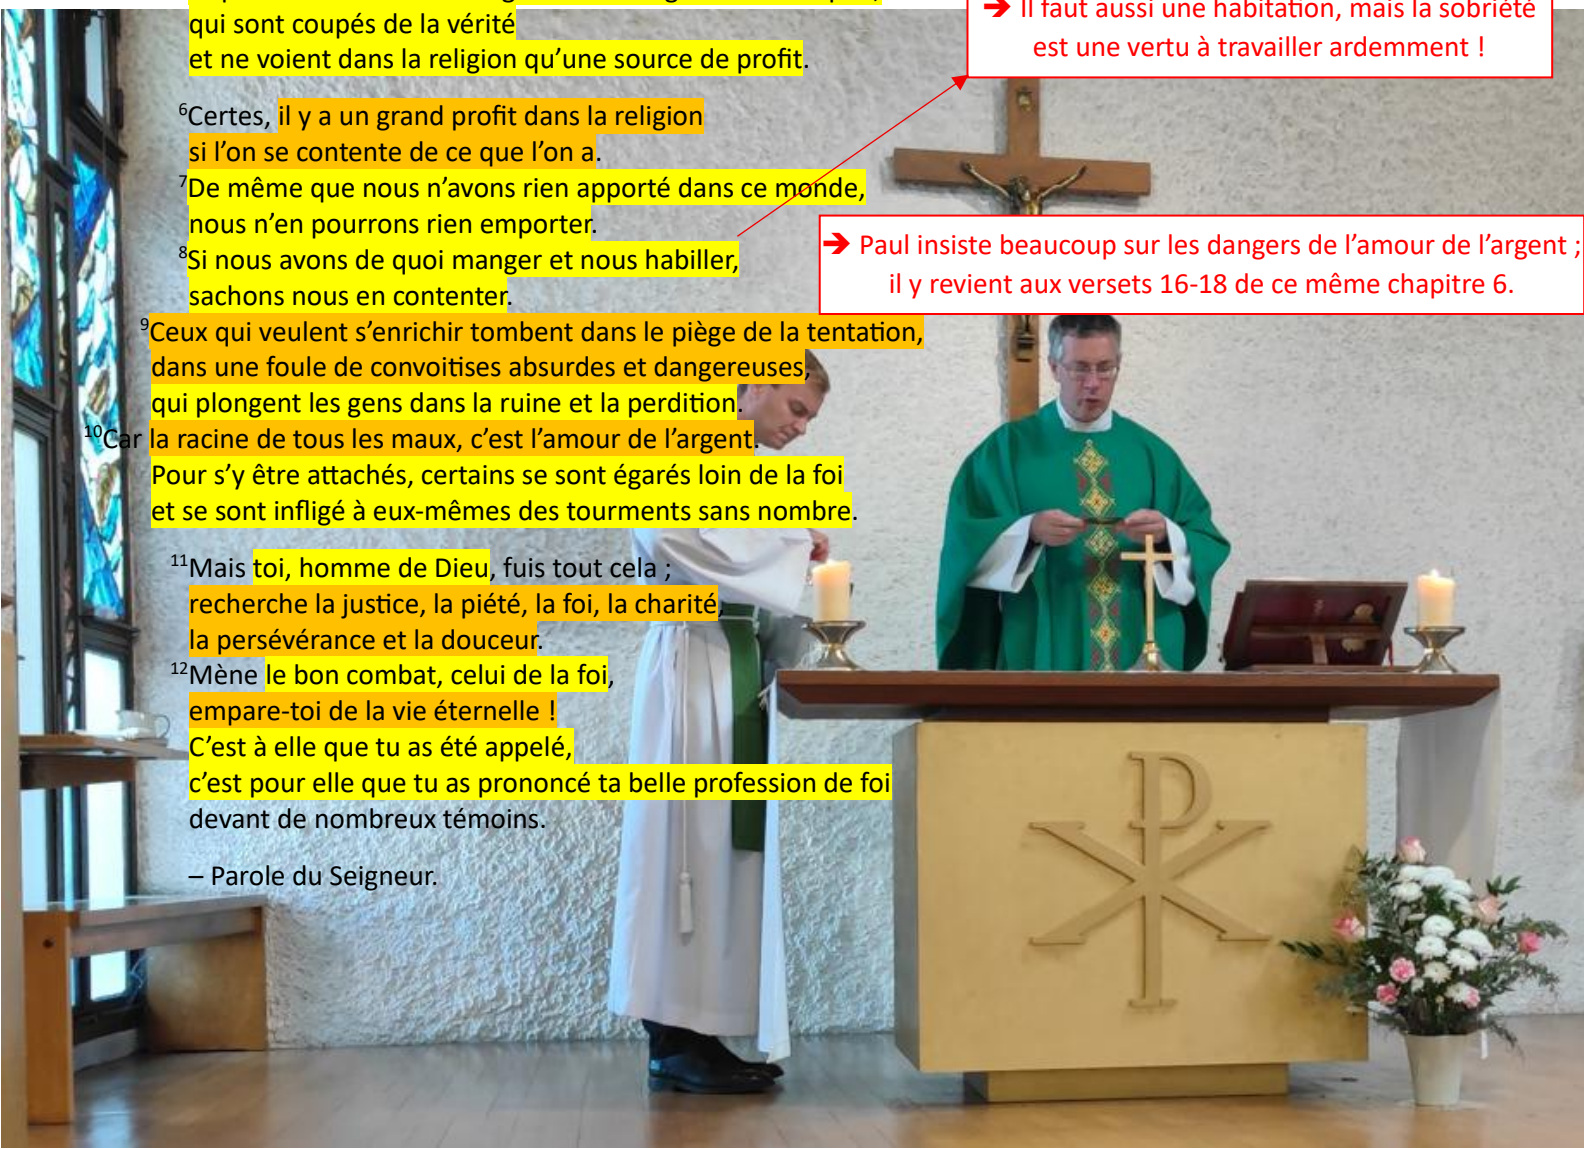 qui sont coupés de la vérité
et ne voient dans la religion qu’une source de profit.
➔ Il faut aussi une habitation, mais la sobriété
est une vertu à travailler ardemment !
6Certes, il y a un grand profit dans la religion
si l’on se contente de ce que l’on a.
7De même que nous n’avons rien apporté dans ce monde,
nous n’en pourrons rien emporter.
8Si nous avons de quoi manger et nous habiller,
sachons nous en contenter.
➔ Paul insiste beaucoup sur les dangers de l’amour de l’argent ;
il y revient aux versets 16-18 de ce même chapitre 6.
9Ceux qui veulent s’enrichir tombent dans le piège de la tentation,
dans une foule de convoitises absurdes et dangereuses,
qui plongent les gens dans la ruine et la perdition.
10Car la racine de tous les maux, c’est l’amour de l’argent.
Pour s’y être attachés, certains se sont égarés loin de la foi
et se sont infligé à eux-mêmes des tourments sans nombre.
11Mais toi, homme de Dieu, fuis tout cela ;
recherche la justice, la piété, la foi, la charité,
la persévérance et la douceur.
12Mène le bon combat, celui de la foi,
empare-toi de la vie éternelle !
C’est à elle que tu as été appelé,
c’est pour elle que tu as prononcé ta belle profession de foi
devant de nombreux témoins.
– Parole du Seigneur.